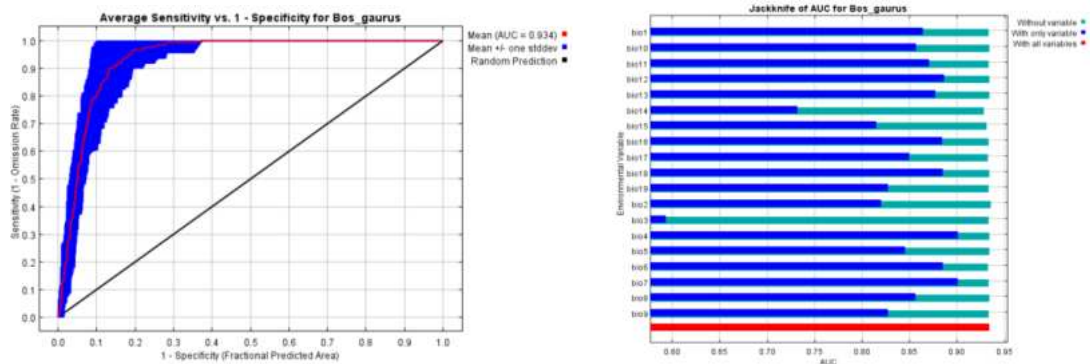 Average Sensitivity vs. 1 - Specificity for Bos_gaurus
Mean (AUC = 0.934)
Mean +/- one stddev
Random Prediction
Sensitivity (1 - Omission Rate)
1.0
0.9
0.8
0.7
0.6
0.5
0.4
0.3
0.2
0.1
0.0
0.0 0.1 0.2 0.3 0.4 0.5 0.6 0.7 0.8 0.9 1.0
1 - Specificity (Fractional Predicted Area)
Jackknife of AUC for Bos_gaurus
Without variable
With only variable
With all variables
Environmental Variable
bio1
bio10
bio11
bio12
bio13
bio14
bio15
bio16
bio17
bio18
bio19
bio2
bio3
bio4
bio5
bio6
bio7
bio8
bio9
0.60 0.65 0.70 0.75 0.80 0.85 0.90 0.95
AUC